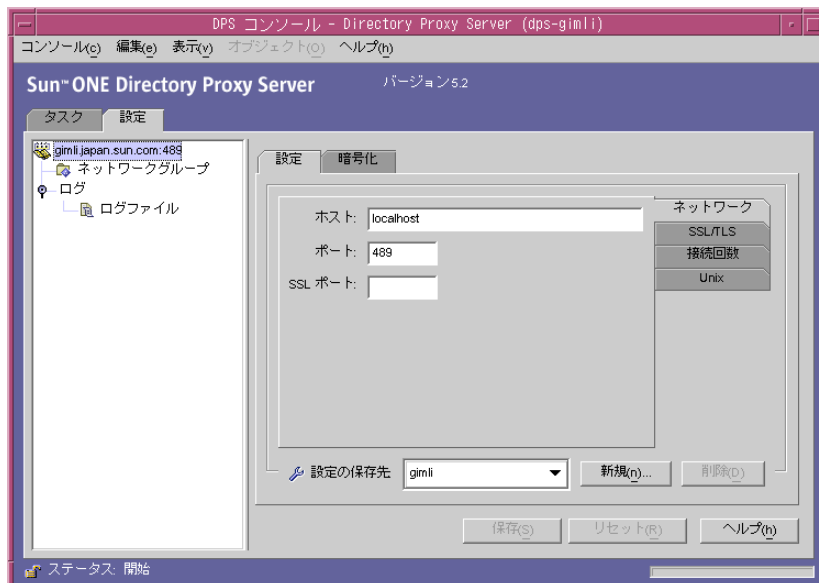 DPS コンソール - Directory Proxy Server (dps-gimli)
コンソール(c) 編集(e) 表示(v) オブジェクト(O) ヘルプ(h)
Sun™ ONE Directory Proxy Server バージョン5.2
タスク 設定
gimli.japan.sun.com:489
ネットワークグループ
ログ
ログファイル
設定 暗号化
ホスト: localhost
ポート: 489
SSL ポート:
ネットワーク
SSL/TLS
接続回数
Unix
設定の保存先 gimli 新規(n)... 削除(D)
保存(S) リセット(R) ヘルプ(h)
ステータス: 開始